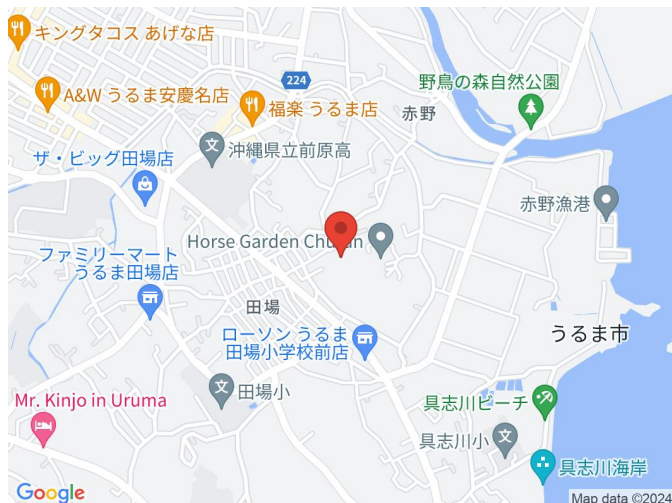 キングタコス あげな店
A&W うるま安慶名店
224
福楽 うるま店
野鳥の森自然公園
赤野
沖縄県立前原高
ザ・ビッグ田場店
赤野漁港
Horse Garden
ファミリーマート
うるま田場店
田場
ローソン うるま
田場小学校前店
うるま市
田場小
Mr. Kinjo in Uruma
具志川ビーチ
具志川小
具志川海岸
Google
Map data ©2024